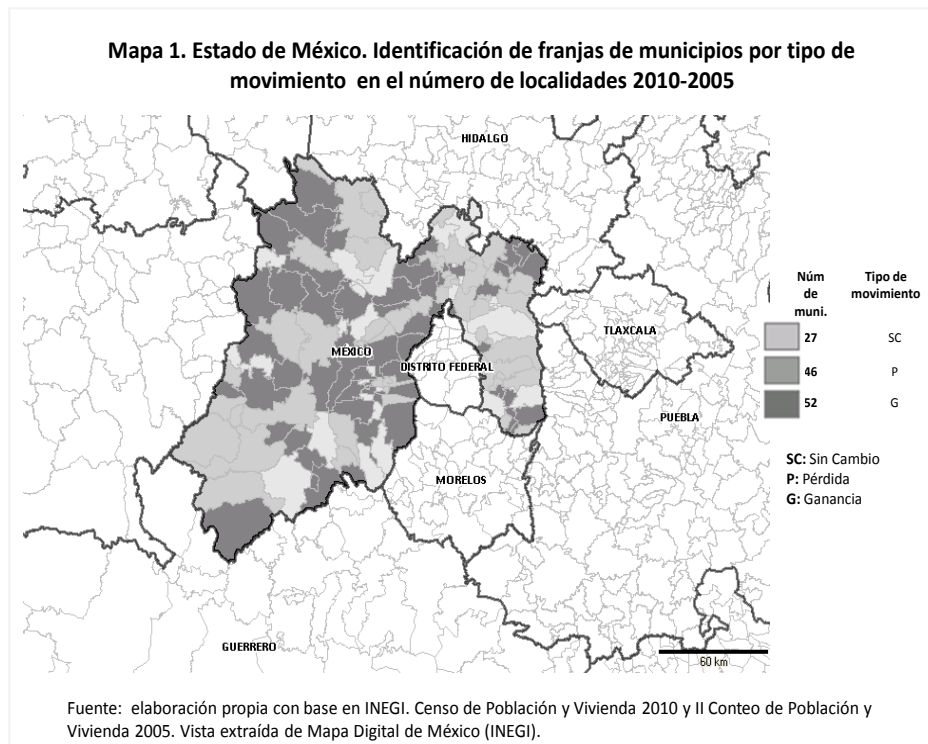 Mapa 1. Estado de México. Identificación de franjas de municipios por tipo de
movimiento en el número de localidades 2010-2005
HIDALGO
TLAXCALA
MÉXICO
DISTRITO FEDERAL
PUEBLA
MORELOS
GUERRERO
60 km
Núm de muni.
Tipo de movimiento
27 SC
46 P
52 G
SC: Sin Cambio
P: Pérdida
G: Ganancia
Fuente: elaboración propia con base en INEGI. Censo de Población y Vivienda 2010 y II Conteo de Población y
Vivienda 2005. Vista extraída de Mapa Digital de México (INEGI).